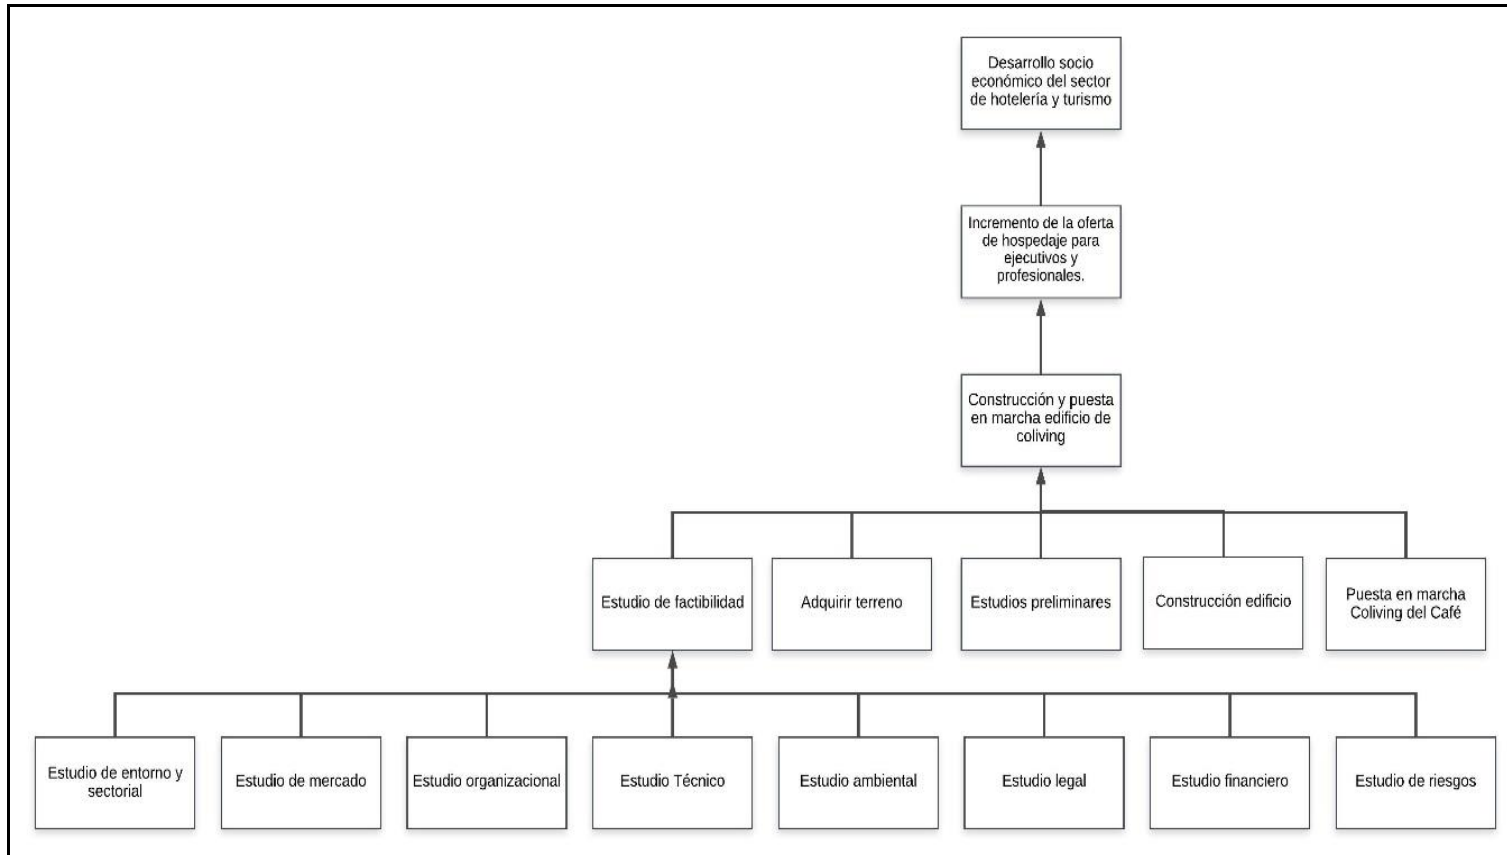 Desarrollo socio
económico del sector
de hotelería y turismo
Incremento de la oferta
de hospedaje para
ejecutivos y
profesionales.
Construcción y puesta
en marcha edificio de
coliving
Estudio de factibilidad
Adquirir terreno
Estudios preliminares
Construcción edificio
Puesta en marcha
Coliving del Café
Estudio de entorno y
sectorial
Estudio de mercado
Estudio organizacional
Estudio Técnico
Estudio ambiental
Estudio legal
Estudio financiero
Estudio de riesgos